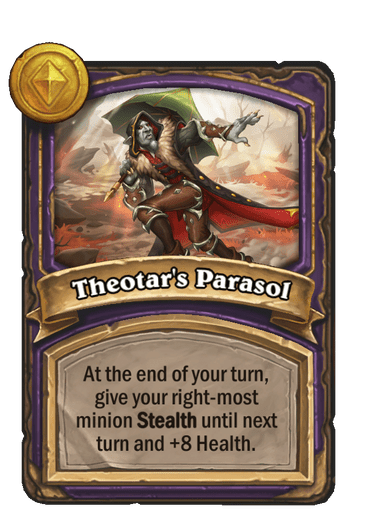 Theotar's Parasol
At the end of your turn,
give your right-most
minion Stealth until next
turn and +8 Health.